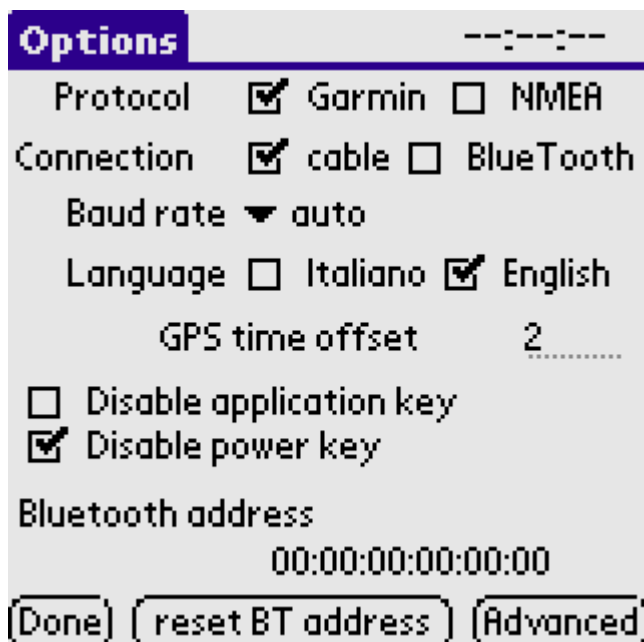 Options --:--:--
Protocol Garmin NMEA
Connection cable BlueTooth
Baud rate auto
Language Italiano English
GPS time offset 2
Disable application key
Disable power key
Bluetooth address
00:00:00:00:00:00
Done reset BT address Advanced